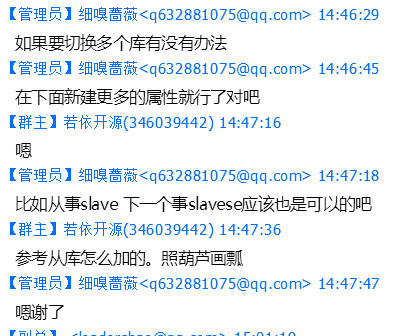 【管理员】细嗅蔷薇<q632881075@qq.com> 14:46:29
如果要切换多个库有没有办法
【管理员】细嗅蔷薇<q632881075@qq.com> 14:46:45
在下面新建更多的属性就行了对吧
【群主】若依开源(346039442) 14:47:16
嗯
【管理员】细嗅蔷薇<q632881075@qq.com> 14:47:18
比如从事slave 下一个事slavese应该也是可以的吧
【群主】若依开源(346039442) 14:47:36
参考从库怎么加的。照葫芦画瓢
【管理员】细嗅蔷薇<q632881075@qq.com> 14:47:47
嗯谢了